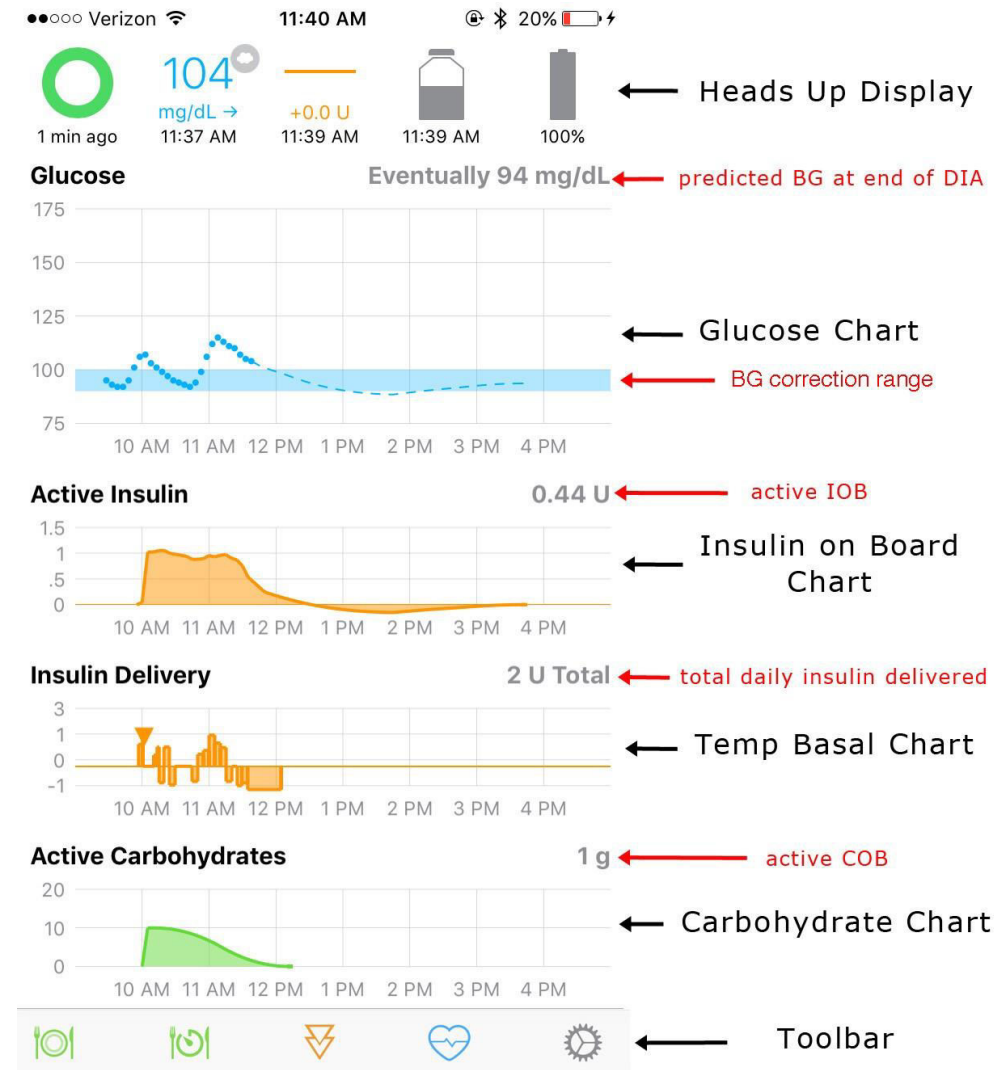 ●●○○○ Verizon 11:40 AM 20%
104
mg/dL → +0.0 U
1 min ago 11:37 AM 11:39 AM 11:39 AM 100%
Heads Up Display
Glucose Eventually 94 mg/dL predicted BG at end of DIA
175
150
125
Glucose Chart
100
BG correction range
75
10 AM 11 AM 12 PM 1 PM 2 PM 3 PM 4 PM
Active Insulin 0.44 U active IOB
1.5
1
.5
0
Insulin on Board
Chart
10 AM 11 AM 12 PM 1 PM 2 PM 3 PM 4 PM
Insulin Delivery 2 U Total total daily insulin delivered
3
1
0
-1
Temp Basal Chart
10 AM 11 AM 12 PM 1 PM 2 PM 3 PM 4 PM
Active Carbohydrates 1 g active COB
20
10
0
Carbohydrate Chart
10 AM 11 AM 12 PM 1 PM 2 PM 3 PM 4 PM
Toolbar